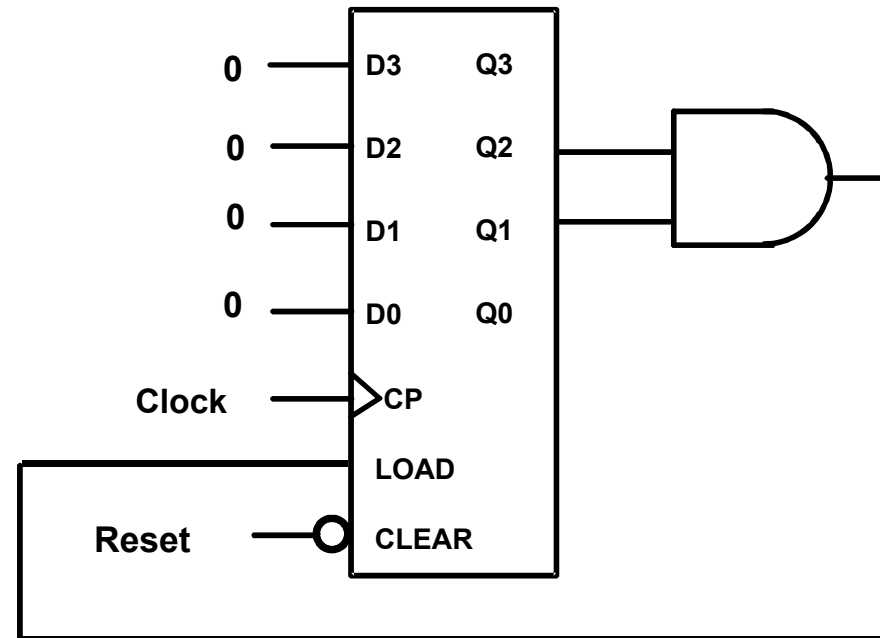 0 D3 Q3
0 D2 Q2
0 D1 Q1
0 D0 Q0
Clock CP
LOAD
Reset CLEAR